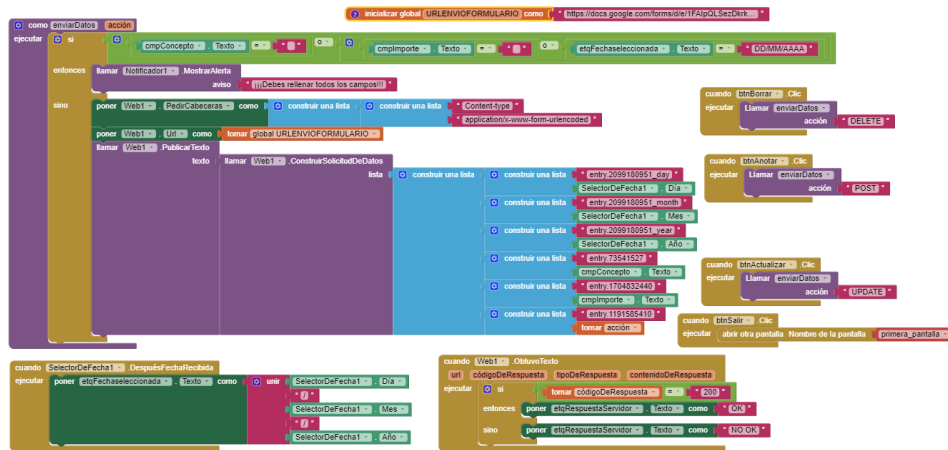 inicializar global URLENVIOFORMULARIO como " https://docs.google.com/forms/d/e/1FAIpQLSezDkrk... "
como enviarDatos acción
ejecutar si cmpConcepto . Texto = " " o cmpImporte . Texto = " " o etqFechaseleccionada . Texto = " DD/MM/AAAA "
entonces llamar Notificador1 .MostrarAlerta
aviso " ¡¡¡Debes rellenar todos los campos!!! "
sino poner Web1 . PedirCabeceras como construir una lista construir una lista " Content-type "
" application/x-www-form-urlencoded "
poner Web1 . Url como tomar global URLENVIOFORMULARIO
llamar Web1 .PublicarTexto
texto llamar Web1 .ConstruirSolicitudDeDatos
lista construir una lista construir una lista " entry.2099180951_day "
SelectorDeFecha1 . Día
construir una lista " entry.2099180951_month "
SelectorDeFecha1 . Mes
construir una lista " entry.2099180951_year "
SelectorDeFecha1 . Año
construir una lista " entry.73541527 "
cmpConcepto . Texto
construir una lista " entry.1704832440 "
cmpImporte . Texto
construir una lista " entry.1191585410 "
tomar acción
cuando btnBorrar .Clic
ejecutar Llamar enviarDatos
acción " DELETE "
cuando btnAnotar .Clic
ejecutar Llamar enviarDatos
acción " POST "
cuando btnActualizar .Clic
ejecutar Llamar enviarDatos
acción " UPDATE "
cuando btnSalir .Clic
ejecutar abrir otra pantalla Nombre de la pantalla primera_pantalla
cuando SelectorDeFecha1 .DespuésFechaRecibida
ejecutar poner etqFechaseleccionada . Texto como unir SelectorDeFecha1 . Día
" / "
SelectorDeFecha1 . Mes
" / "
SelectorDeFecha1 . Año
cuando Web1 .ObtuvoTexto
url códigoDeRespuesta tipoDeRespuesta contenidoDeRespuesta
ejecutar si tomar códigoDeRespuesta = " 200 "
entonces poner etqRespuestaServidor . Texto como " OK "
sino poner etqRespuestaServidor . Texto como " NO OK "